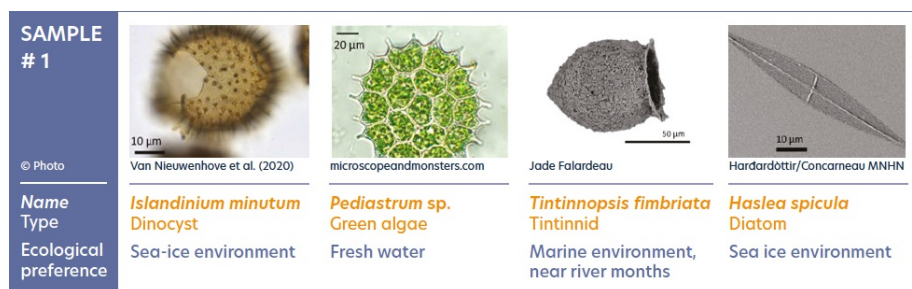 SAMPLE
# 1
10 µm
20 µm
50 µm
10 µm
© Photo
Van Nieuwenhove et al. (2020)
microscopeandmonsters.com
Jade Falardeau
Harđardòttir/Concarneau MNHN
Name
Type
Islandinium minutum
Dinocyst
Pediastrum sp.
Green algae
Tintinnopsis fimbriata
Tintinnid
Haslea spicula
Diatom
Ecological
preference
Sea-ice environment
Fresh water
Marine environment,
near river months
Sea ice environment